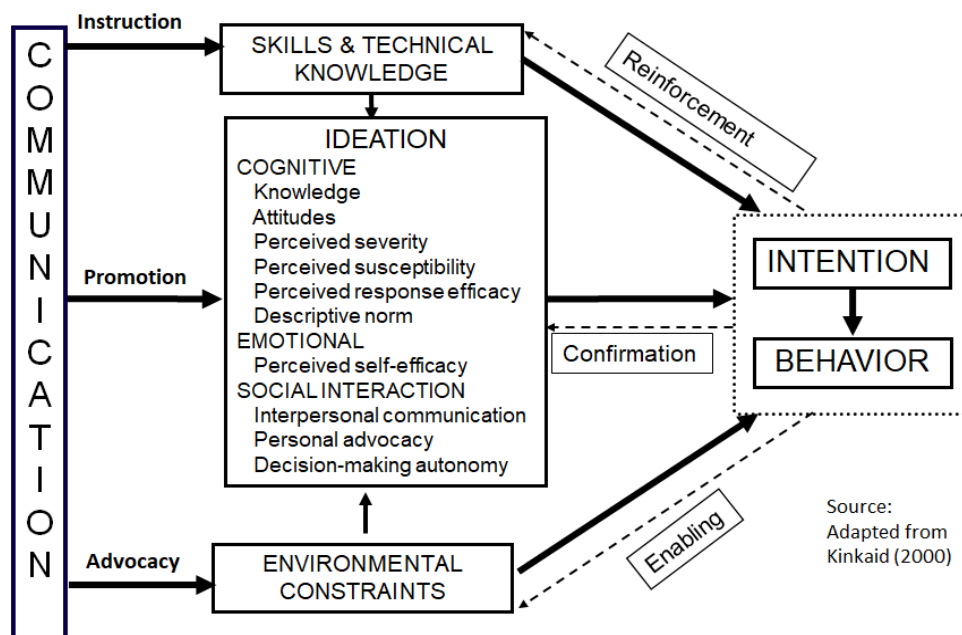 COMMUNICATION
Instruction
SKILLS & TECHNICAL
KNOWLEDGE
Reinforcement
IDEATION
COGNITIVE
Knowledge
Attitudes
Perceived severity
Perceived susceptibility
Perceived response efficacy
Descriptive norm
EMOTIONAL
Perceived self-efficacy
SOCIAL INTERACTION
Interpersonal communication
Personal advocacy
Decision-making autonomy
Promotion
Confirmation
INTENTION
BEHAVIOR
Advocacy
ENVIRONMENTAL
CONSTRAINTS
Enabling
Source:
Adapted from
Kinkaid (2000)